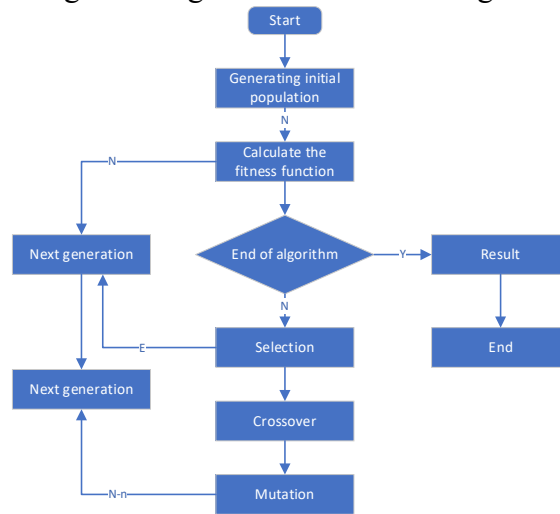 Start
Generating initial
population
N
Calculate the
fitness function
N
Next generation
End of algorithm
Y
Result
N
E
Selection
End
Next generation
Crossover
N-n
Mutation